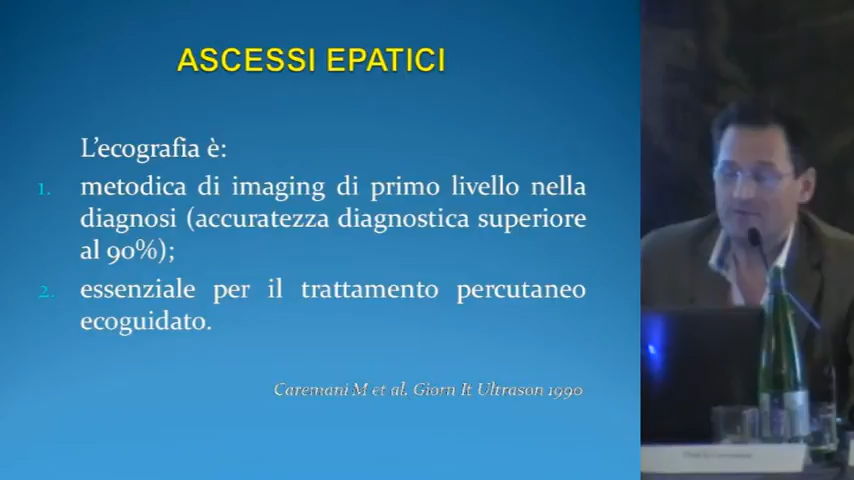 ASCESSI EPATICI
L'ecografia è:
1. metodica di imaging di primo livello nella
diagnosi (accuratezza diagnostica superiore
al 90%);
2. essenziale per il trattamento percutaneo
ecoguidato.
Caremani M et al. Giorn It Ultrason 1990